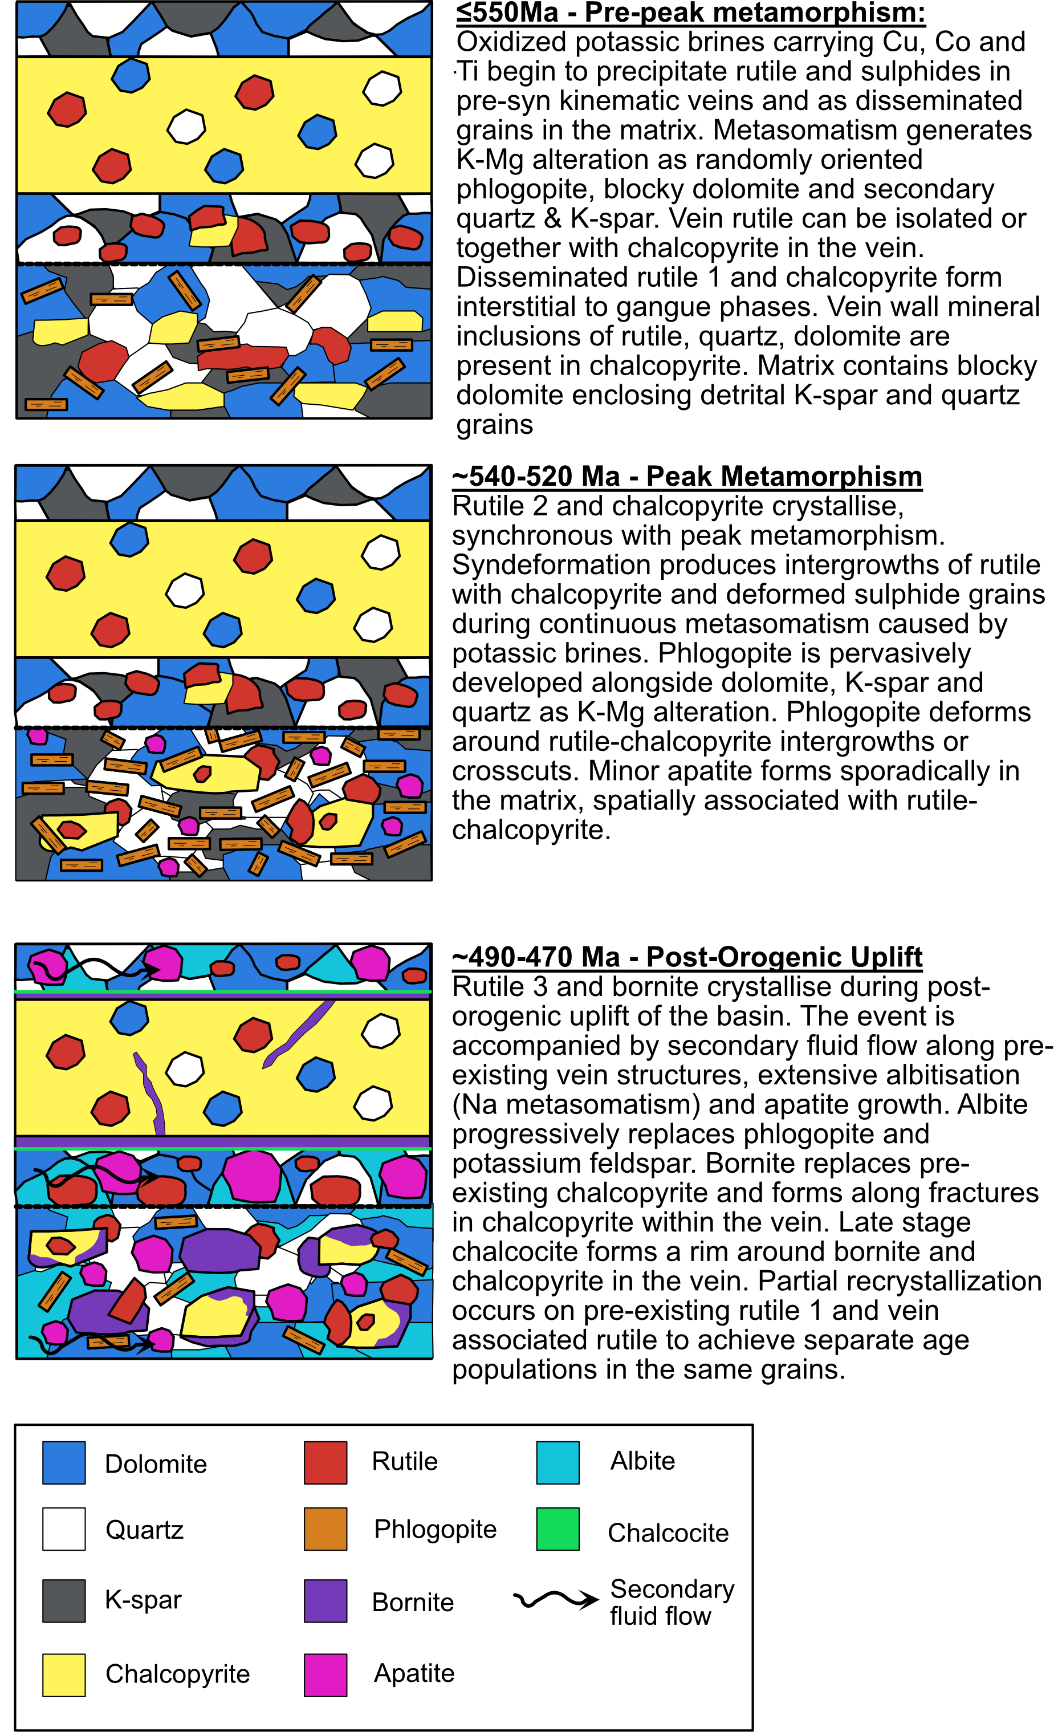 ≤550Ma - Pre-peak metamorphism:
Oxidized potassic brines carrying Cu, Co and
Ti begin to precipitate rutile and sulphides in
pre-syn kinematic veins and as disseminated
grains in the matrix. Metasomatism generates
K-Mg alteration as randomly oriented
phlogopite, blocky dolomite and secondary
quartz & K-spar. Vein rutile can be isolated or
together with chalcopyrite in the vein.
Disseminated rutile 1 and chalcopyrite form
interstitial to gangue phases. Vein wall mineral
inclusions of rutile, quartz, dolomite are
present in chalcopyrite. Matrix contains blocky
dolomite enclosing detrital K-spar and quartz
grains
~540-520 Ma - Peak Metamorphism
Rutile 2 and chalcopyrite crystallise,
synchronous with peak metamorphism.
Syndeformation produces intergrowths of rutile
with chalcopyrite and deformed sulphide grains
during continuous metasomatism caused by
potassic brines. Phlogopite is pervasively
developed alongside dolomite, K-spar and
quartz as K-Mg alteration. Phlogopite deforms
around rutile-chalcopyrite intergrowths or
crosscuts. Minor apatite forms sporadically in
the matrix, spatially associated with rutile-
chalcopyrite.
~490-470 Ma - Post-Orogenic Uplift
Rutile 3 and bornite crystallise during post-
orogenic uplift of the basin. The event is
accompanied by secondary fluid flow along pre-
existing vein structures, extensive albitisation
(Na metasomatism) and apatite growth. Albite
progressively replaces phlogopite and
potassium feldspar. Bornite replaces pre-
existing chalcopyrite and forms along fractures
in chalcopyrite within the vein. Late stage
chalcocite forms a rim around bornite and
chalcopyrite in the vein. Partial recrystallization
occurs on pre-existing rutile 1 and vein
associated rutile to achieve separate age
populations in the same grains.
Dolomite
Rutile
Albite
Quartz
Phlogopite
Chalcocite
K-spar
Bornite
Secondary
fluid flow
Chalcopyrite
Apatite